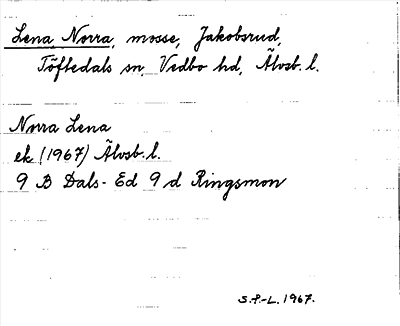 Lena, Norra, mosse, Jakobsrud,
Töftedals sn, Vedbo hd, Älvsb. l.
Norra Lena
ek (1967) Älvsb. l.
9 B Dals-Ed 9 d Ringsmon
S.P.-L. 1967.